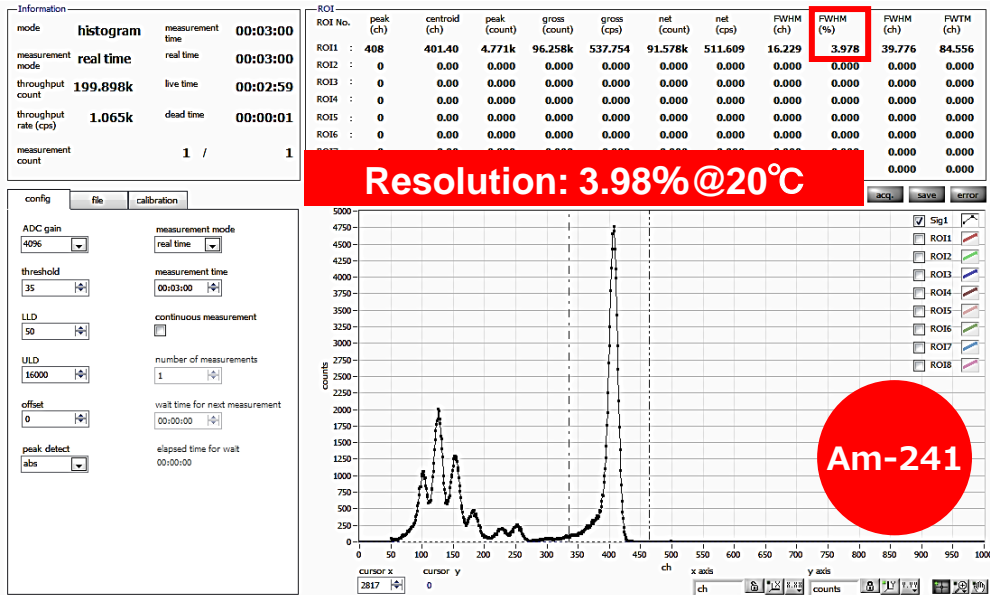 Information
mode histogram measurement time 00:03:00
measurement mode real time real time 00:03:00
throughput count 199.898k live time 00:02:59
throughput rate (cps) 1.065k dead time 00:00:01
measurement count 1 / 1
ROI
ROI No. peak (ch) centroid (ch) peak (count) gross (count) gross (cps) net (count) net (cps) FWHM (ch) FWHM (%) FWHM (ch) FWTM (ch)
ROI1 : 408 401.40 4.771k 96.258k 537.754 91.578k 511.609 16.229 3.978 39.776 84.556
ROI2 : 0 0.00 0.000 0.000 0.000 0.000 0.000 0.000 0.000 0.000 0.000
ROI3 : 0 0.00 0.000 0.000 0.000 0.000 0.000 0.000 0.000 0.000 0.000
ROI4 : 0 0.00 0.000 0.000 0.000 0.000 0.000 0.000 0.000 0.000 0.000
ROI5 : 0 0.00 0.000 0.000 0.000 0.000 0.000 0.000 0.000 0.000 0.000
ROI6 : 0 0.00 0.000 0.000 0.000 0.000 0.000 0.000 0.000 0.000 0.000
0.000 0.000
0.000 0.000
Resolution: 3.98%@20℃
acq. save error
config file calibration
ADC gain measurement mode
4096 real time
threshold measurement time
35 00:03:00
LLD continuous measurement
50
ULD number of measurements
16000 1
offset wait time for next measurement
0 00:00:00
peak detect elapsed time for wait
abs 00:00:00
counts
5000
4750
4500
4250
4000
3750
3500
3250
3000
2750
2500
2250
2000
1750
1500
1250
1000
750
500
250
0
Sig1
ROI1
ROI2
ROI3
ROI4
ROI5
ROI6
ROI7
ROI8
Am-241
0 50 100 150 200 250 300 350 400 450 500 550 600 650 700 750 800 850 900 950 1000
ch
cursor x cursor y x axis y axis
2817 0 ch counts